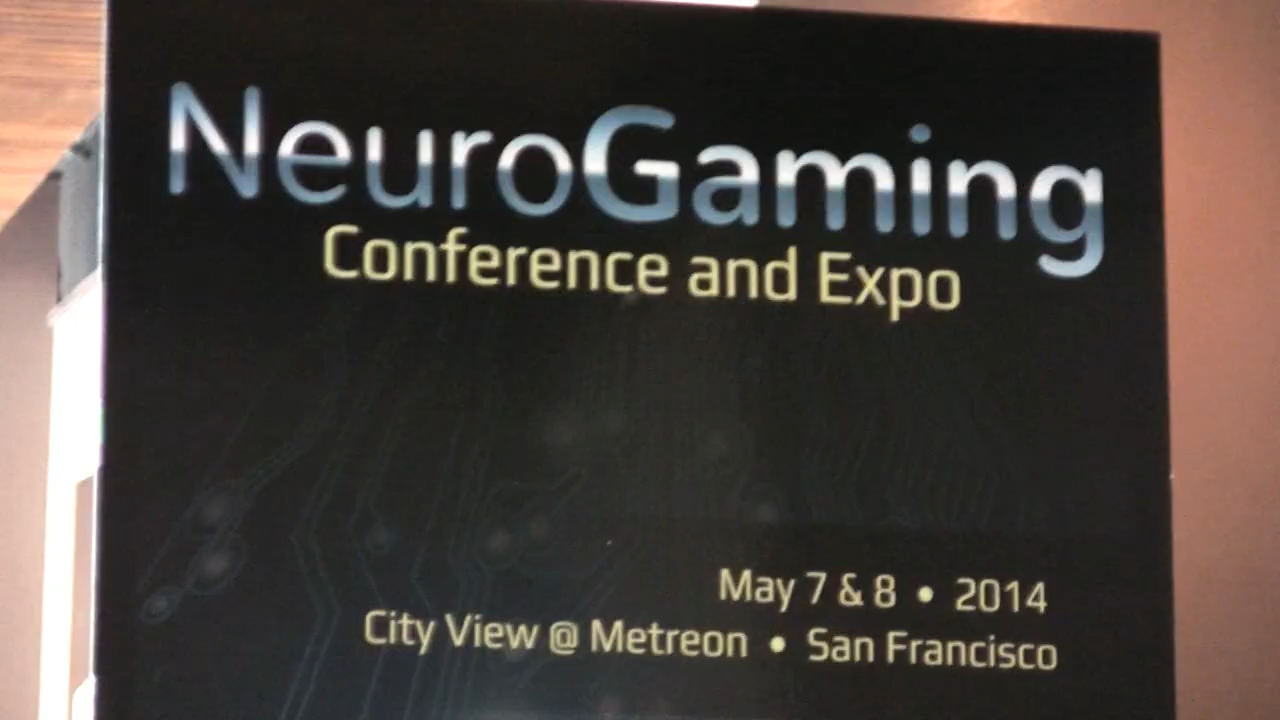 NeuroGaming
Conference and Expo
May 7 & 8 • 2014
City View @ Metreon • San Francisco